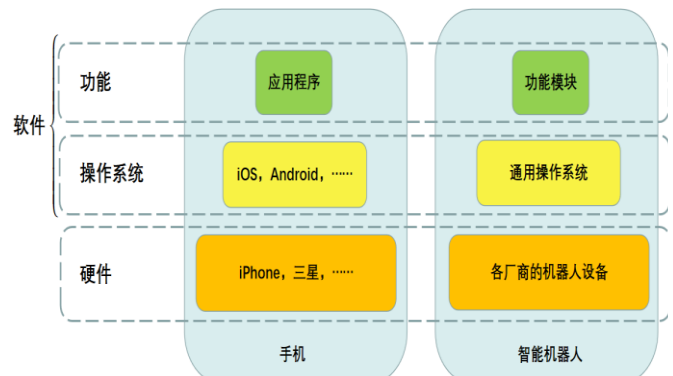 功能
应用程序
功能模块
软件
操作系统
iOS，Android，……
通用操作系统
硬件
iPhone，三星，……
各厂商的机器人设备
手机
智能机器人